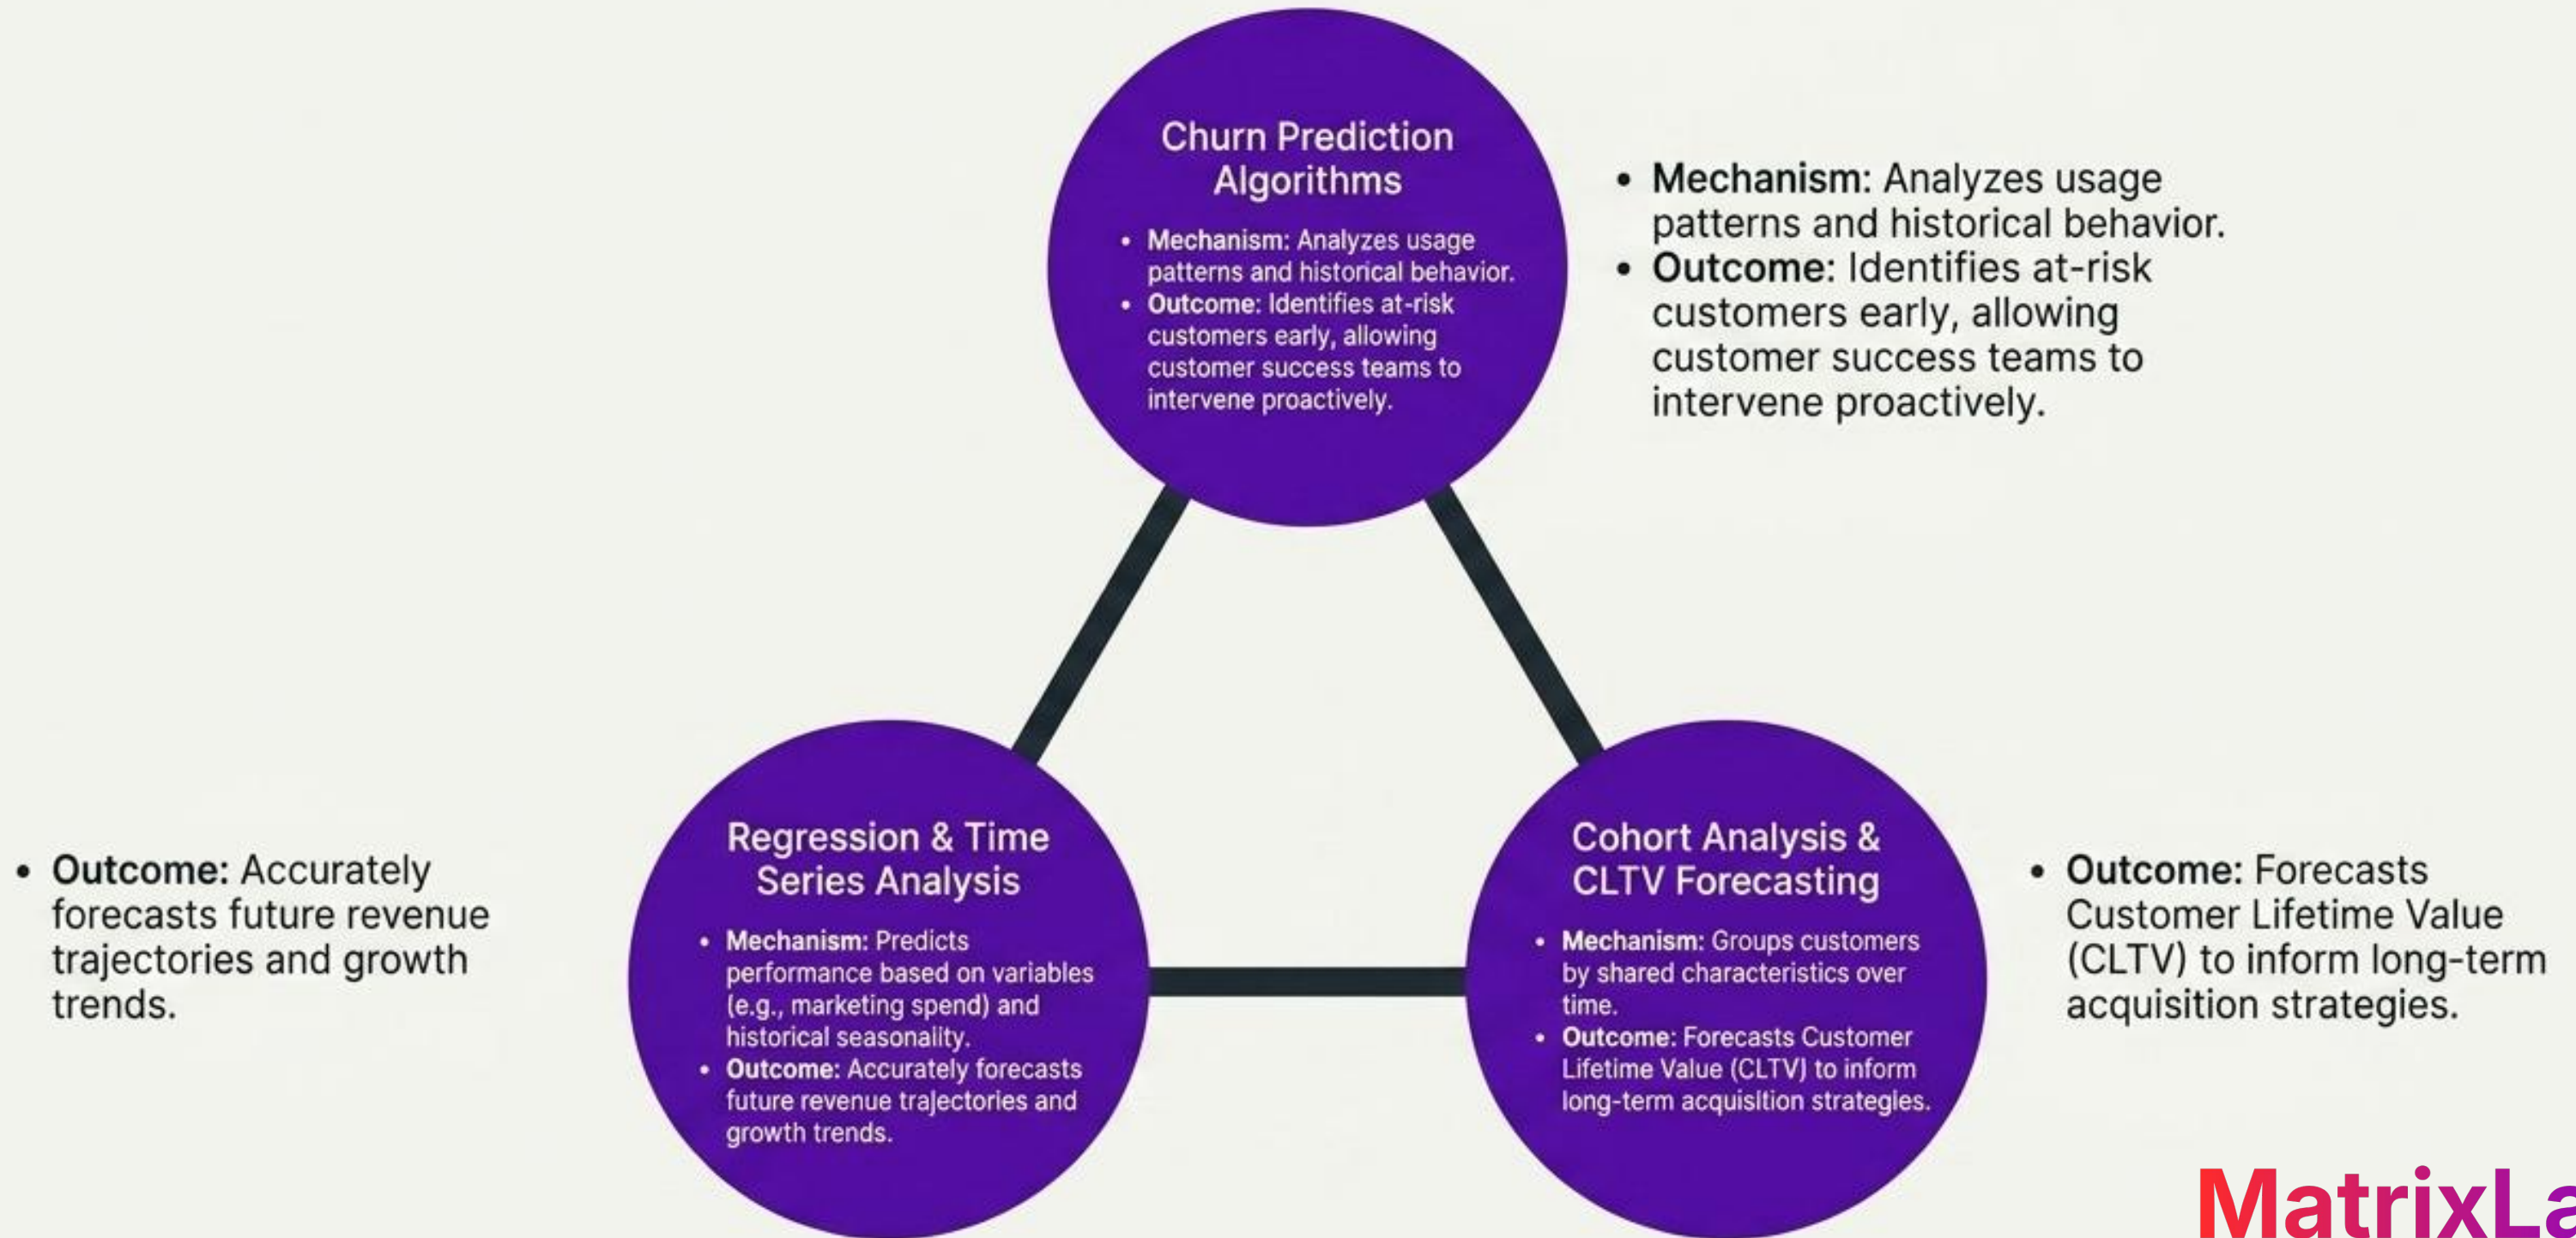 Churn Prediction
Algorithms
• Mechanism: Analyzes usage
patterns and historical behavior.
• Outcome: Identifies at-risk
customers early, allowing
customer success teams to
intervene proactively.
• Mechanism: Analyzes usage
patterns and historical behavior.
• Outcome: Identifies at-risk
customers early, allowing
customer success teams to
intervene proactively.
• Outcome: Accurately
forecasts future revenue
trajectories and growth
trends.
Regression & Time
Series Analysis
• Mechanism: Predicts
performance based on variables
(e.g., marketing spend) and
historical seasonality.
• Outcome: Accurately forecasts
future revenue trajectories and
growth trends.
Cohort Analysis &
CLTV Forecasting
• Mechanism: Groups customers
by shared characteristics over
time.
• Outcome: Forecasts Customer
Lifetime Value (CLTV) to inform
long-term acquisition strategies.
• Outcome: Forecasts
Customer Lifetime Value
(CLTV) to inform long-term
acquisition strategies.
MatrixLa